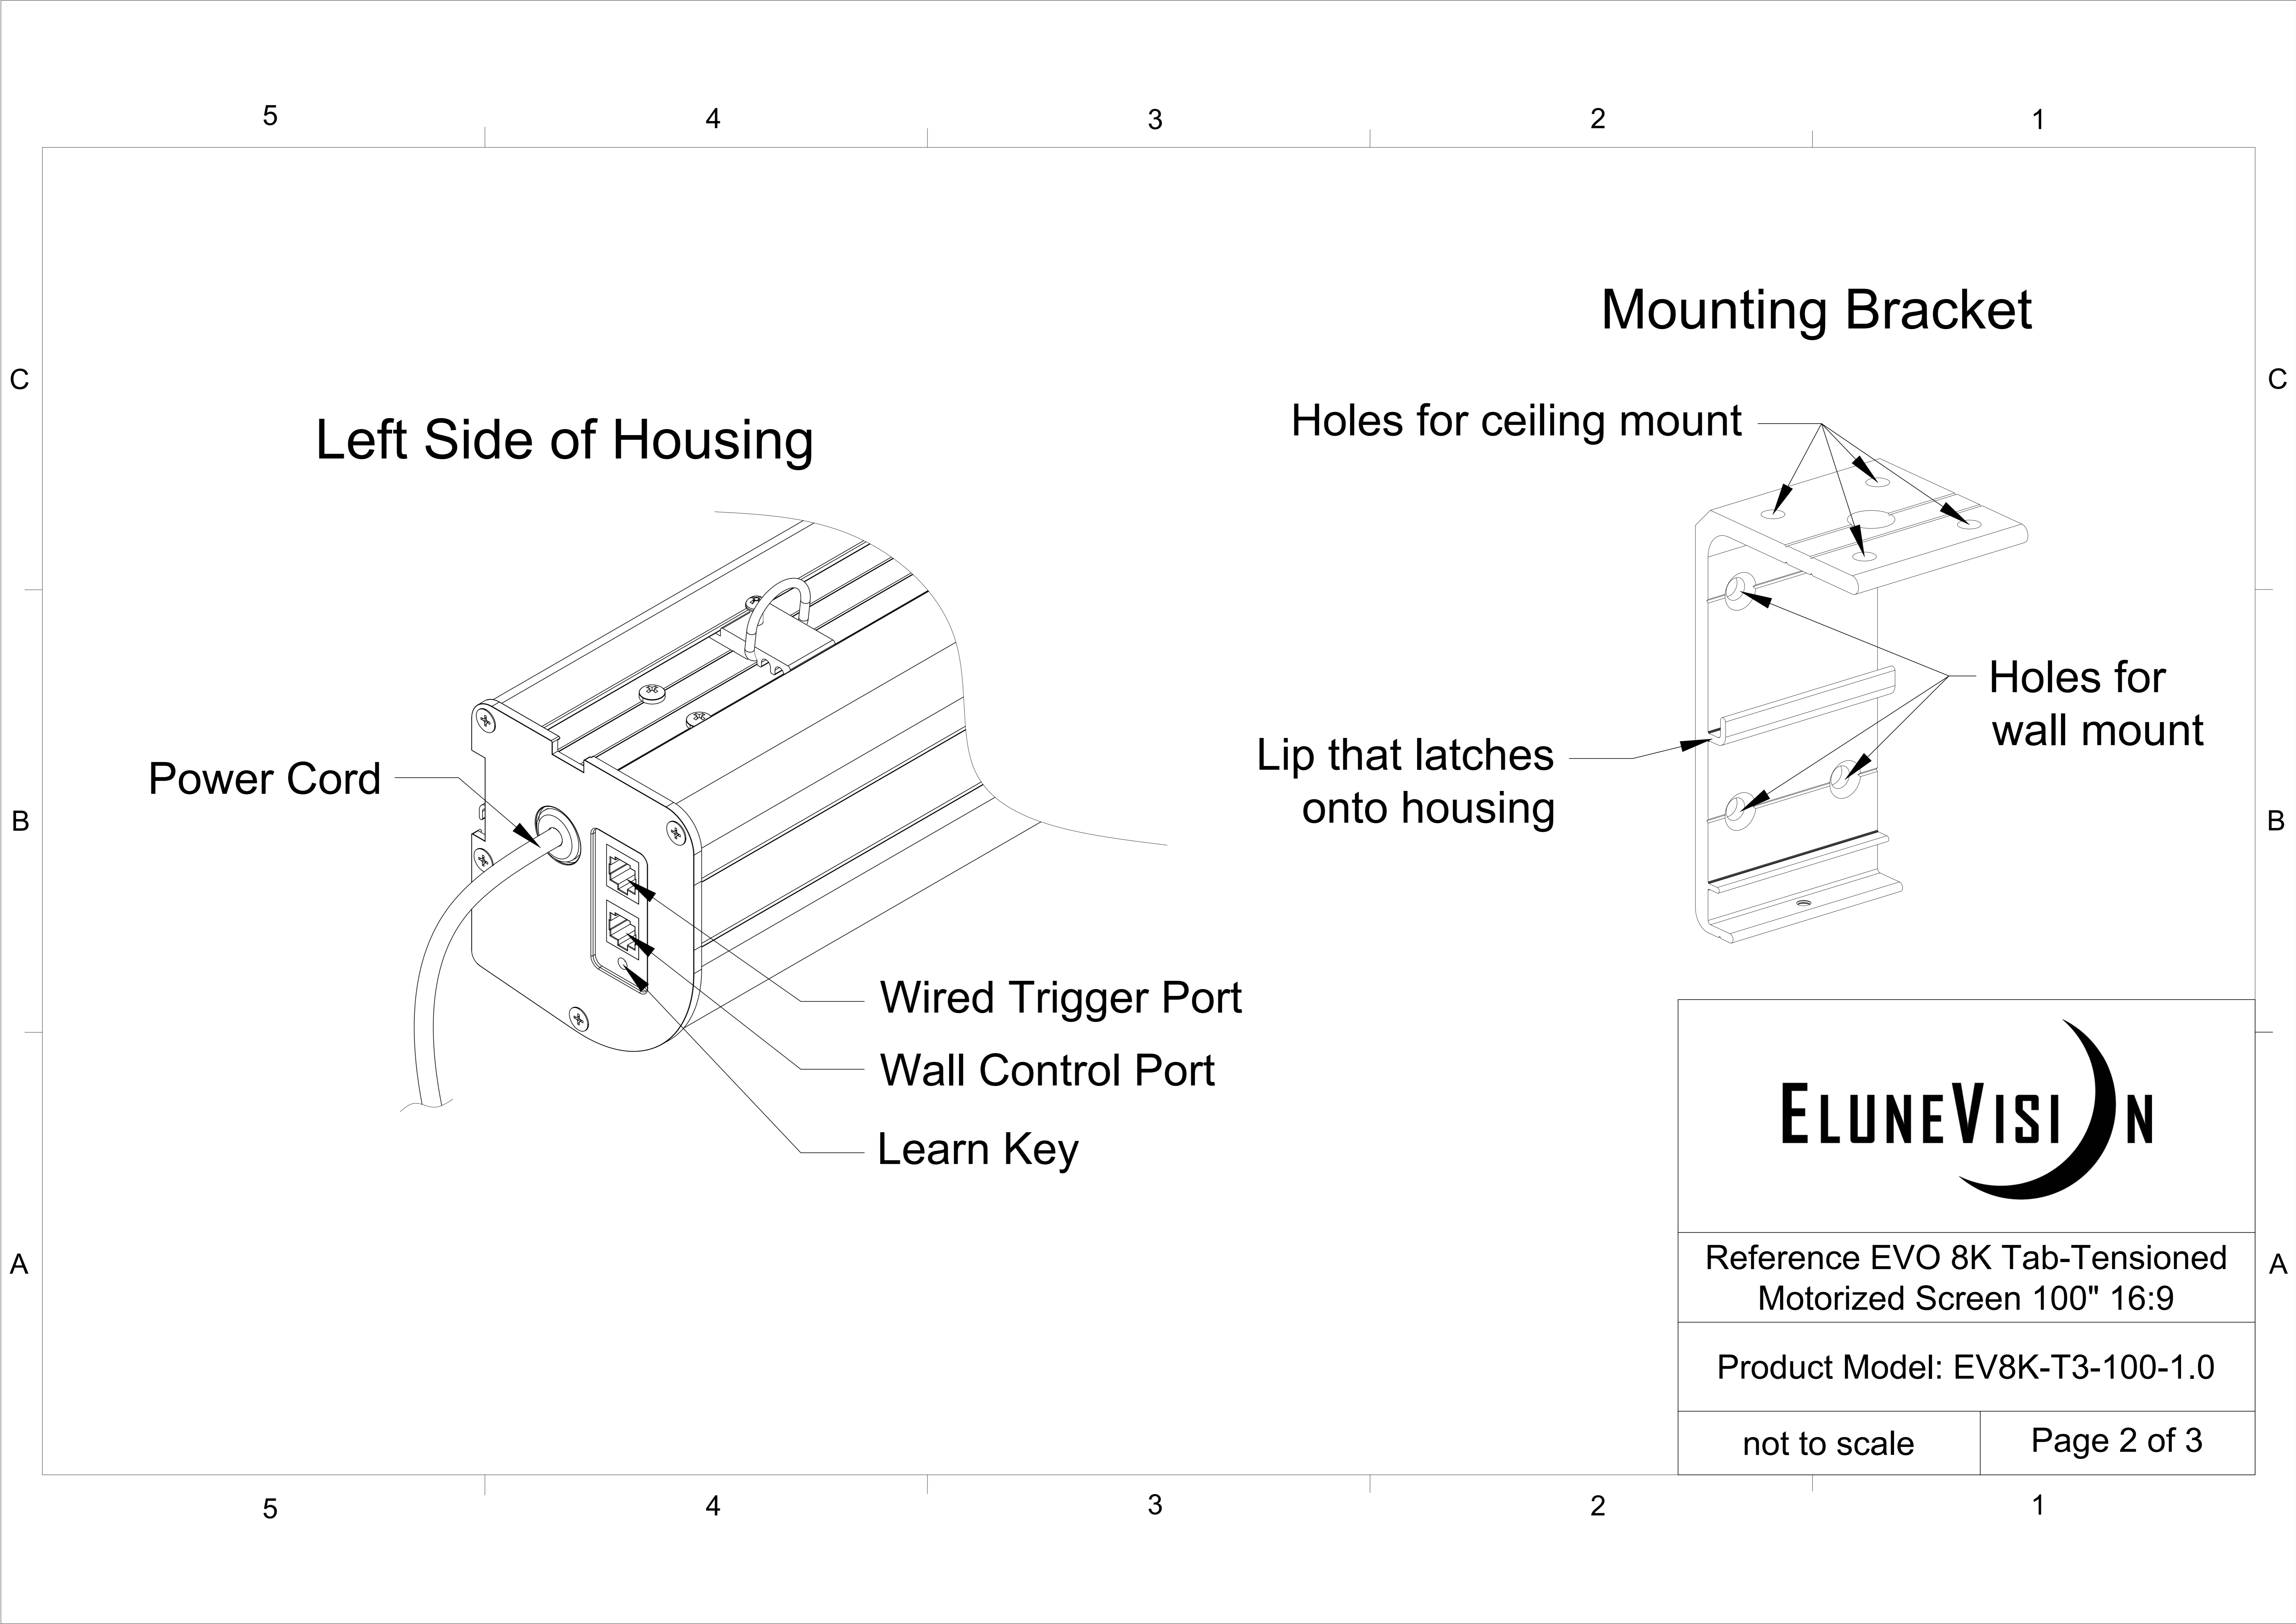 5 4 3 2 1
Mounting Bracket
C C
Holes for ceiling mount
Left Side of Housing
Holes for
wall mount
Lip that latches
onto housing
Power Cord
B B
Wired Trigger Port
Wall Control Port
Learn Key
ELUNEVISION
A A
Reference EVO 8K Tab-Tensioned
Motorized Screen 100" 16:9
Product Model: EV8K-T3-100-1.0
not to scale
Page 2 of 3
5 4 3 2 1